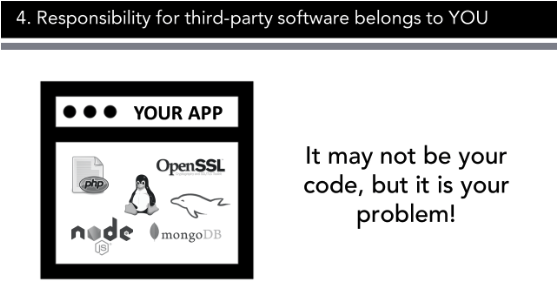 4. Responsibility for third-party software belongs to YOU
YOUR APP
OpenSSL
php
node
JS
mongoDB
It may not be your
code, but it is your
problem!